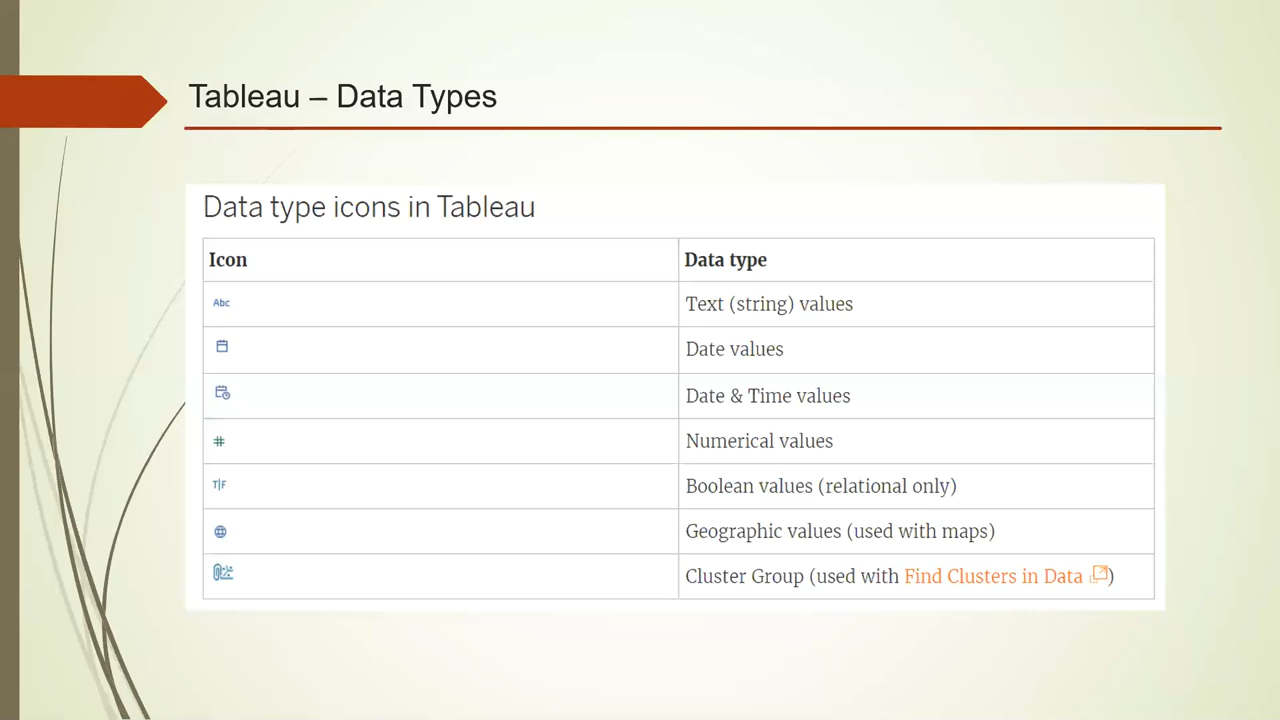 Tableau – Data Types
Data type icons in Tableau
Icon Data type
Abc Text (string) values
Date values
Date & Time values
# Numerical values
T|F Boolean values (relational only)
Geographic values (used with maps)
Cluster Group (used with Find Clusters in Data )